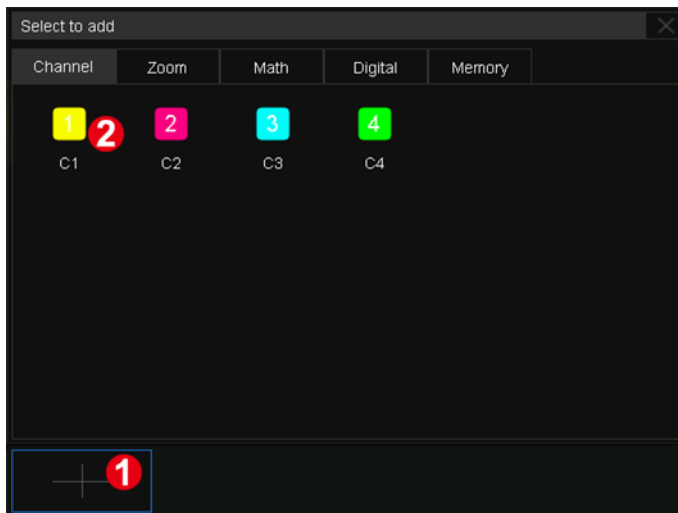 Select to add
Channel Zoom Math Digital Memory
1 2 2 3 4
C1 C2 C3 C4
1